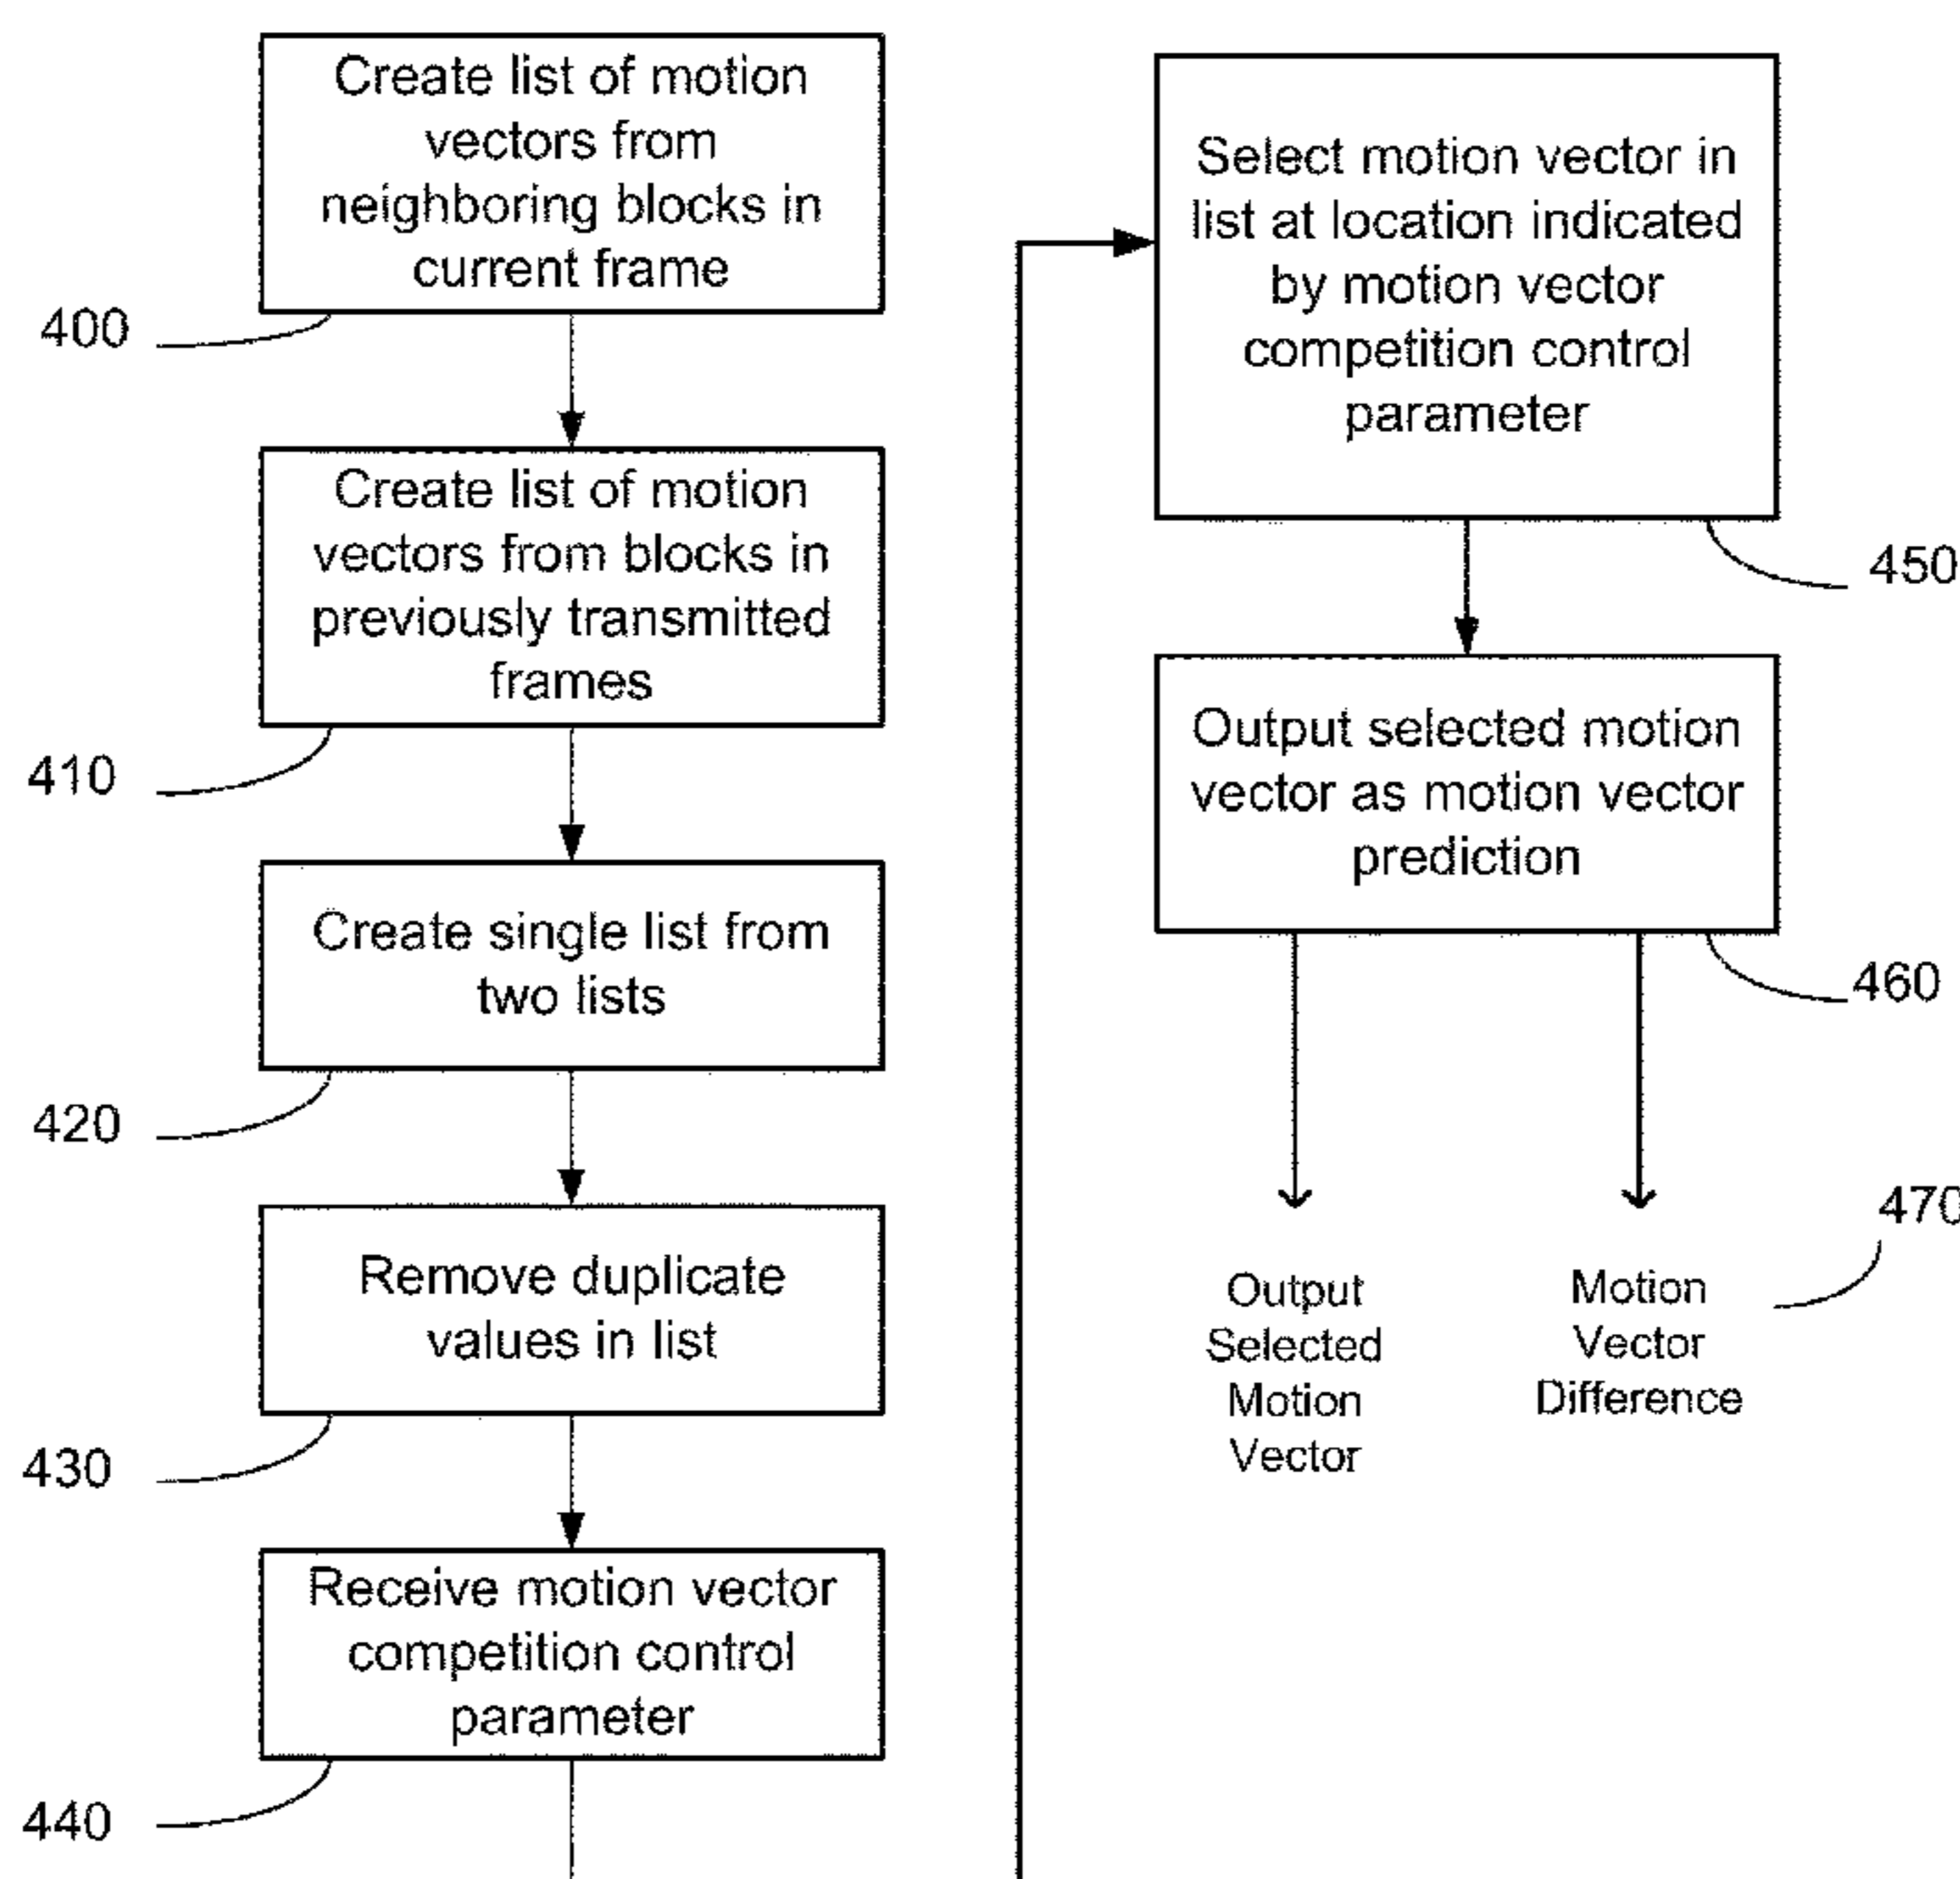 Create list of motion
vectors from
neighboring blocks in
current frame
400
Create list of motion
vectors from blocks in
previously transmitted
frames
410
Create single list from
two lists
420
Remove duplicate
values in list
430
Receive motion vector
competition control
parameter
440
Select motion vector in
list at location indicated
by motion vector
competition control
parameter
450
Output selected motion
vector as motion vector
prediction
460
470
Output
Selected
Motion
Vector
Motion
Vector
Difference